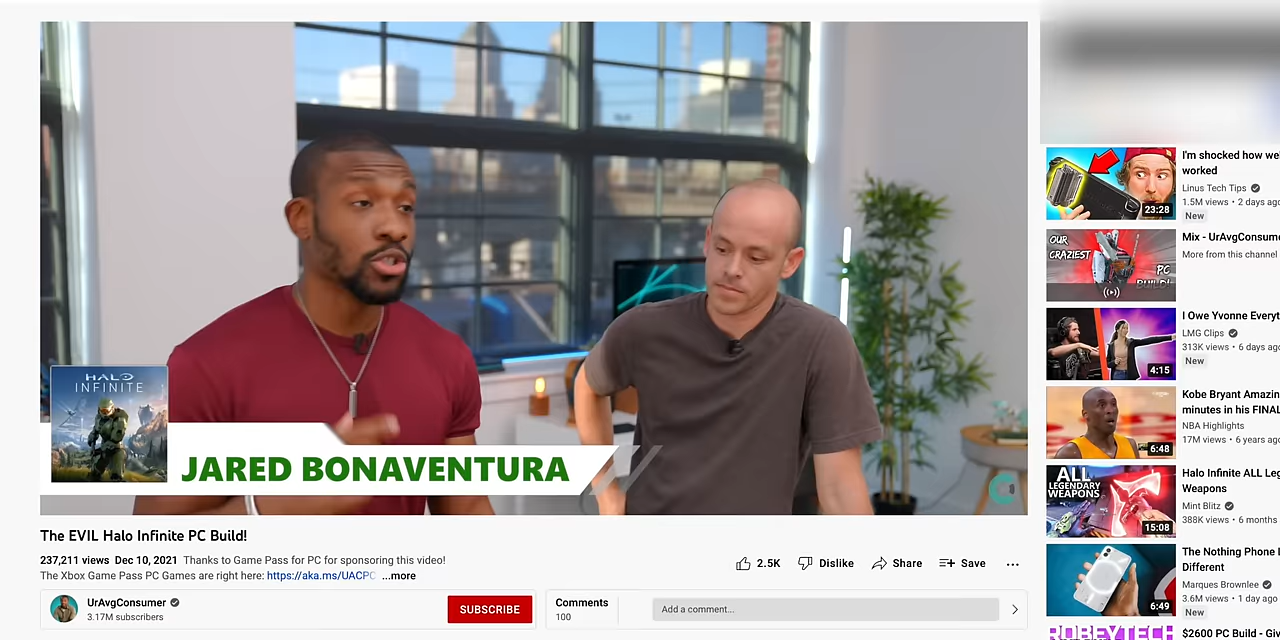 HALO
INFINITE
JARED BONAVENTURA
The EVIL Halo Infinite PC Build!
237,211 views Dec 10, 2021 Thanks to Game Pass for PC for sponsoring this video!
The Xbox Game Pass PC Games are right here: https://aka.ms/UACPC ...more
2.5K
Dislike
Share
Save
UrAvgConsumer
3.17M subscribers
SUBSCRIBE
Comments
100
Add a comment...
23:28
I'm shocked how we
worked
Linus Tech Tips
1.5M views • 2 days ago
New
OUR
CRAZIEST
PC
BUILD!
Mix - UrAvgConsume
More from this channel
4:15
I Owe Yvonne Everyt
LMG Clips
313K views • 6 days ago
New
6:48
Kobe Bryant Amazin
minutes in his FINAL
NBA Highlights
17M views • 6 years ago
ALL
LEGENDARY
WEAPONS
15:08
Halo Infinite ALL Leg
Weapons
Mint Blitz
388K views • 6 months
6:49
The Nothing Phone
Different
Marques Brownlee
3.6M views • 1 day ago
New
ROBEYTECH
$2600 PC Build - Giv